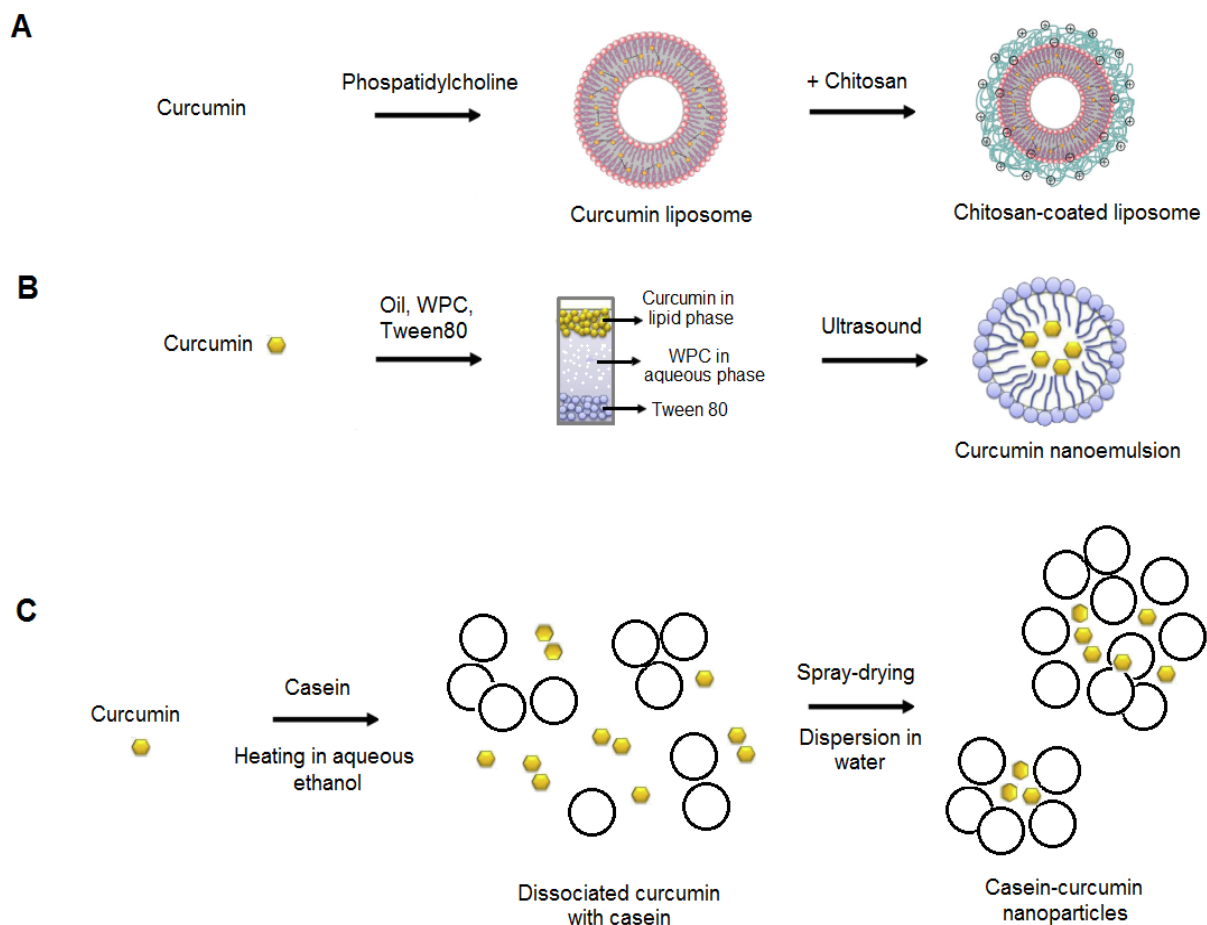 A
Curcumin
Phospatidylcholine
Curcumin liposome
+ Chitosan
Chitosan-coated liposome
B
Curcumin
Oil, WPC,
Tween80
Curcumin in
lipid phase
WPC in
aqueous phase
Tween 80
Ultrasound
Curcumin nanoemulsion
C
Curcumin
Casein
Heating in aqueous
ethanol
Dissociated curcumin
with casein
Spray-drying
Dispersion in
water
Casein-curcumin
nanoparticles